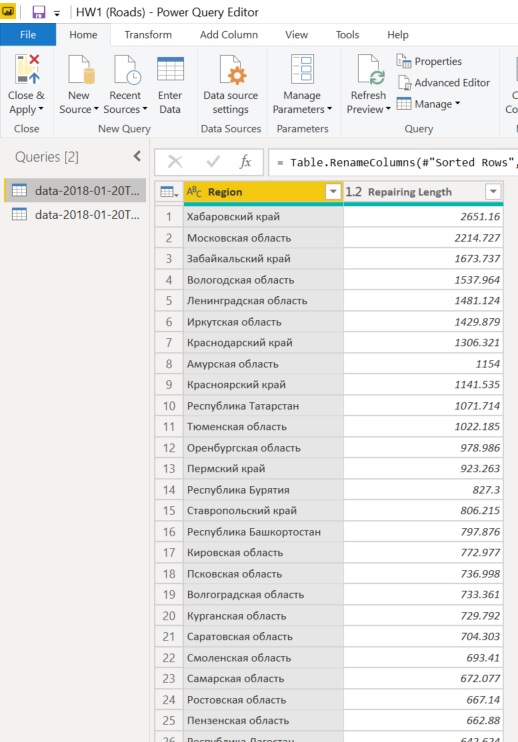 HW1 (Roads) - Power Query Editor
File Home Transform Add Column View Tools Help
Close & Apply
New Source
Recent Sources
Enter Data
Data source settings
Manage Parameters
Refresh Preview
Properties
Advanced Editor
Manage
Close New Query Data Sources Parameters Query
Queries [2]
data-2018-01-20T...
data-2018-01-20T...
fx = Table.RenameColumns(#"Sorted Rows",
ABC Region 1.2 Repairing Length
1 Хабаровский край 2651.16
2 Московская область 2214.727
3 Забайкальский край 1673.737
4 Вологодская область 1537.964
5 Ленинградская область 1481.124
6 Иркутская область 1429.879
7 Краснодарский край 1306.321
8 Амурская область 1154
9 Красноярский край 1141.535
10 Республика Татарстан 1071.714
11 Тюменская область 1022.185
12 Оренбургская область 978.986
13 Пермский край 923.263
14 Республика Бурятия 827.3
15 Ставропольский край 806.215
16 Республика Башкортостан 797.876
17 Кировская область 772.977
18 Псковская область 736.998
19 Волгоградская область 733.361
20 Курганская область 729.792
21 Саратовская область 704.303
22 Смоленская область 693.41
23 Самарская область 672.077
24 Ростовская область 667.14
25 Пензенская область 662.88
26 Республика Дагестан 642.624